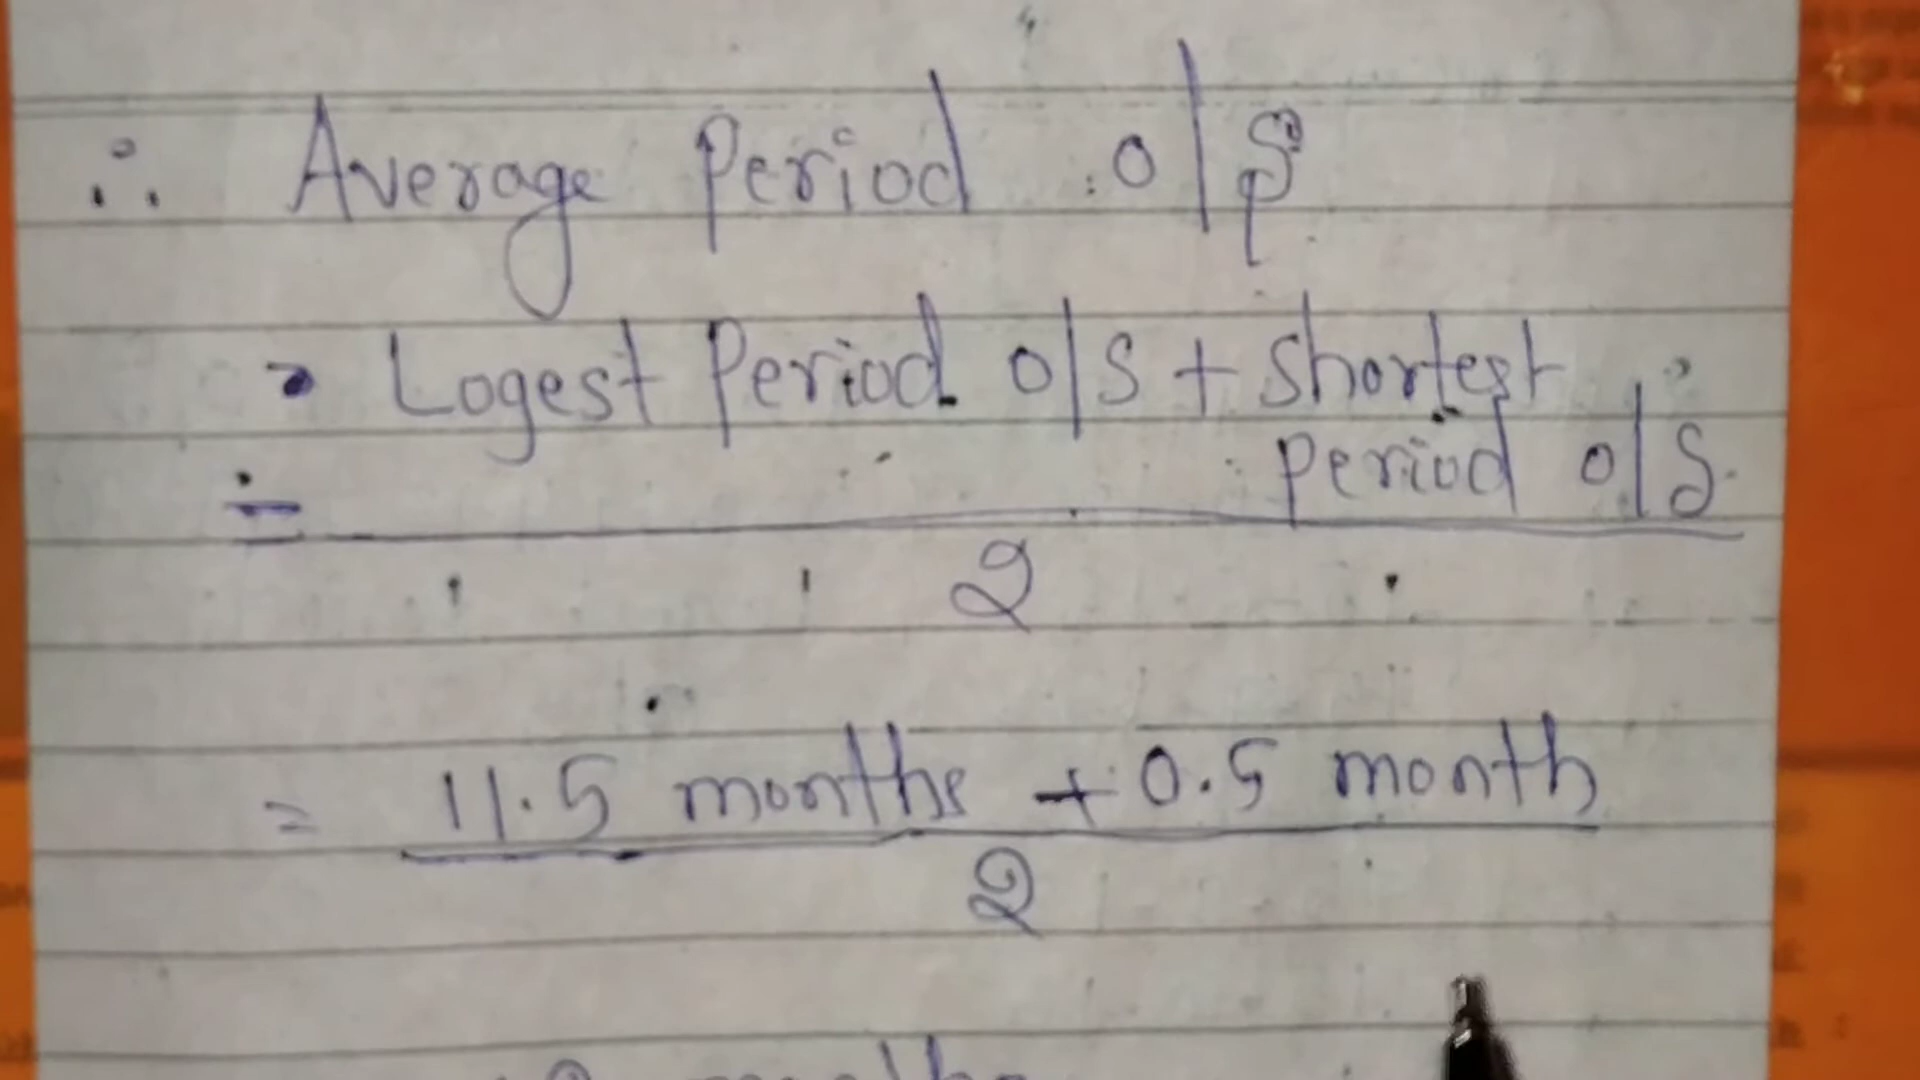 ∴ Average Period o/s
Logest Period o/s + Shortest
period o/s
=
2
= 11.5 months + 0.5 month
2